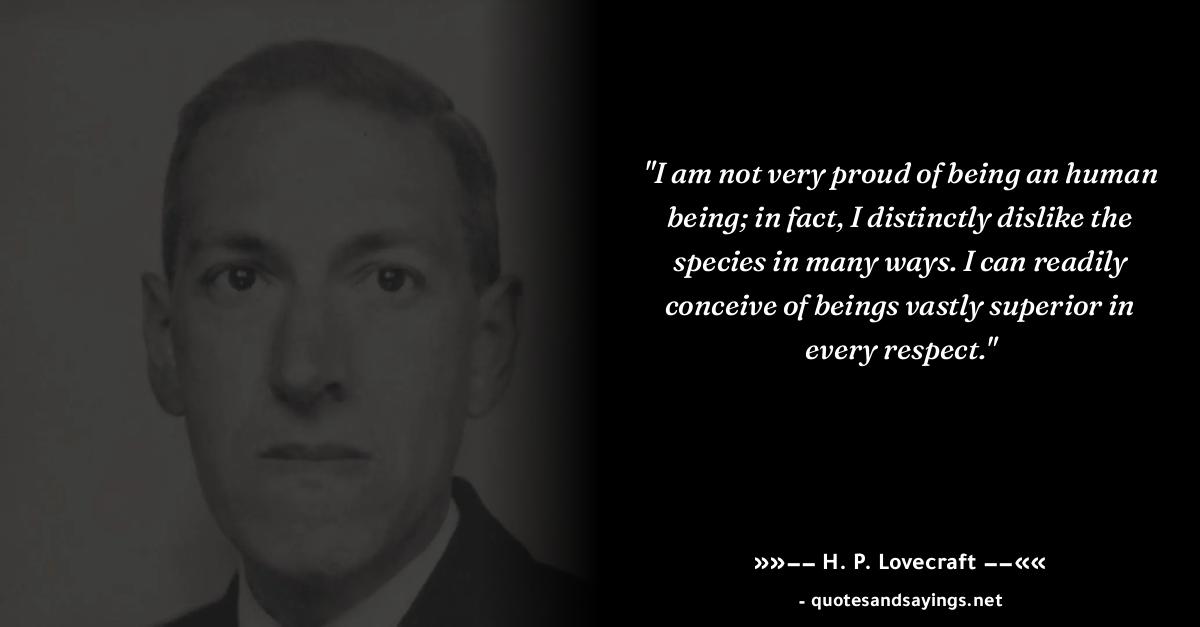 "I am not very proud of being an human
being; in fact, I distinctly dislike the
species in many ways. I can readily
conceive of beings vastly superior in
every respect."
»»-- H. P. Lovecraft --««
- quotesandsayings.net